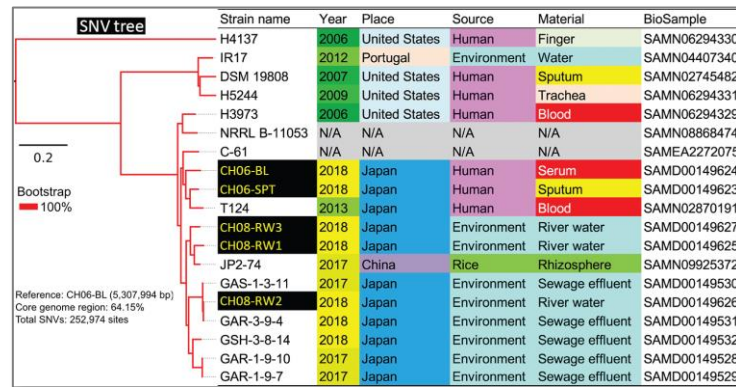 SNV tree
Strain name Year Place Source Material BioSample
H4137 2006 United States Human Finger SAMN06294330
IR17 2012 Portugal Environment Water SAMN04407340
DSM 19808 2007 United States Human Sputum SAMN02745482
H5244 2009 United States Human Trachea SAMN06294331
H3973 2006 United States Human Blood SAMN06294329
NRRL B-11053 N/A N/A N/A N/A SAMN08868474
C-61 N/A N/A N/A N/A SAMEA2272075
CH06-BL 2018 Japan Human Serum SAMD00149624
CH06-SPT 2018 Japan Human Sputum SAMD00149623
T124 2013 Japan Human Blood SAMN02870191
CH08-RW3 2018 Japan Environment River water SAMD00149627
CH08-RW1 2018 Japan Environment River water SAMD00149625
JP2-74 2017 China Rice Rhizosphere SAMN09925372
GAS-1-3-11 2017 Japan Environment Sewage effluent SAMD00149530
CH08-RW2 2018 Japan Environment River water SAMD00149626
GAR-3-9-4 2018 Japan Environment Sewage effluent SAMD00149531
GSH-3-8-14 2018 Japan Environment Sewage effluent SAMD00149532
GAR-1-9-10 2017 Japan Environment Sewage effluent SAMD00149528
GAR-1-9-7 2017 Japan Environment Sewage effluent SAMD00149529
0.2
Bootstrap
100%
Reference: CH06-BL (5,307,994 bp)
Core genome region: 64.15%
Total SNVs: 252,974 sites